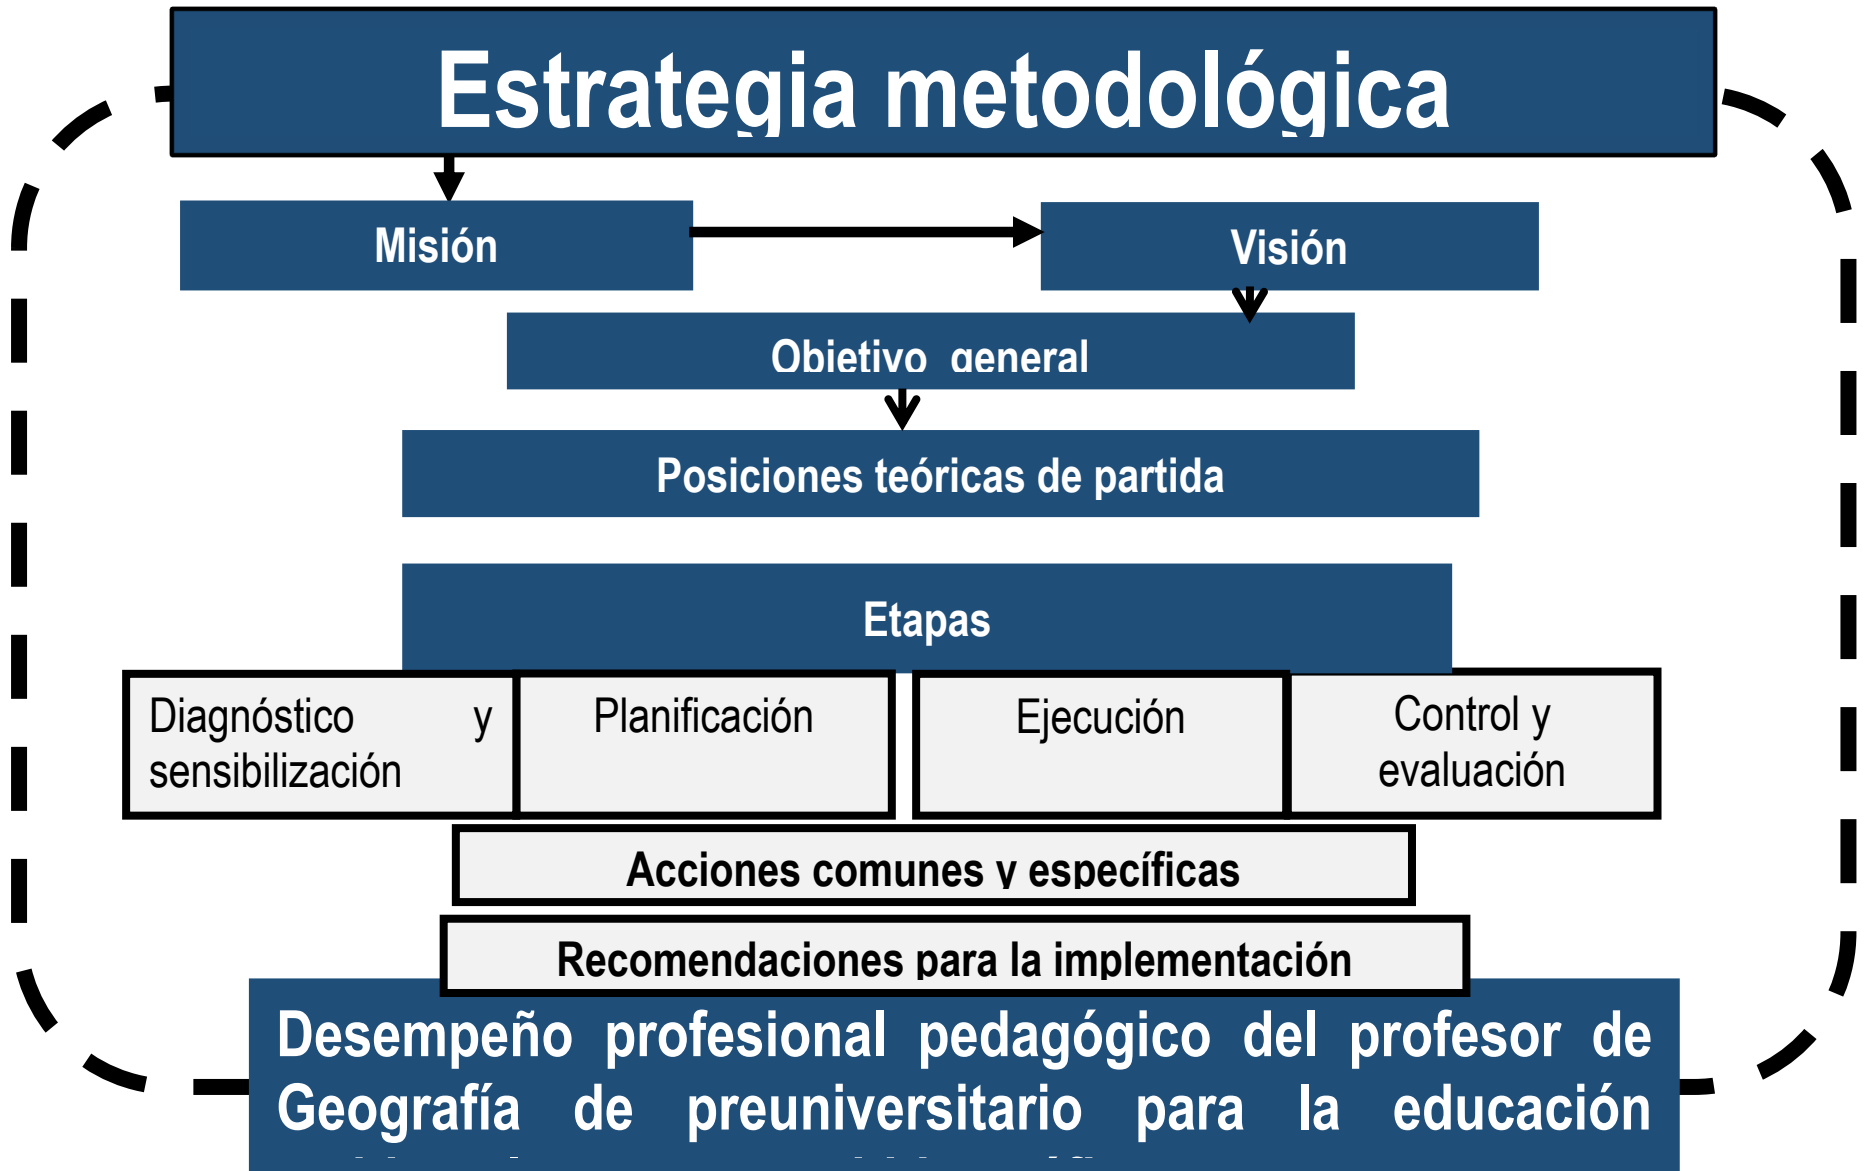 Estrategia metodológica
Misión
Visión
Objetivo general
Posiciones teóricas de partida
Etapas
Diagnóstico y
sensibilización
Planificación
Ejecución
Control y
evaluación
Acciones comunes y específicas
Recomendaciones para la implementación
Desempeño profesional pedagógico del profesor de
Geografía de preuniversitario para la educación